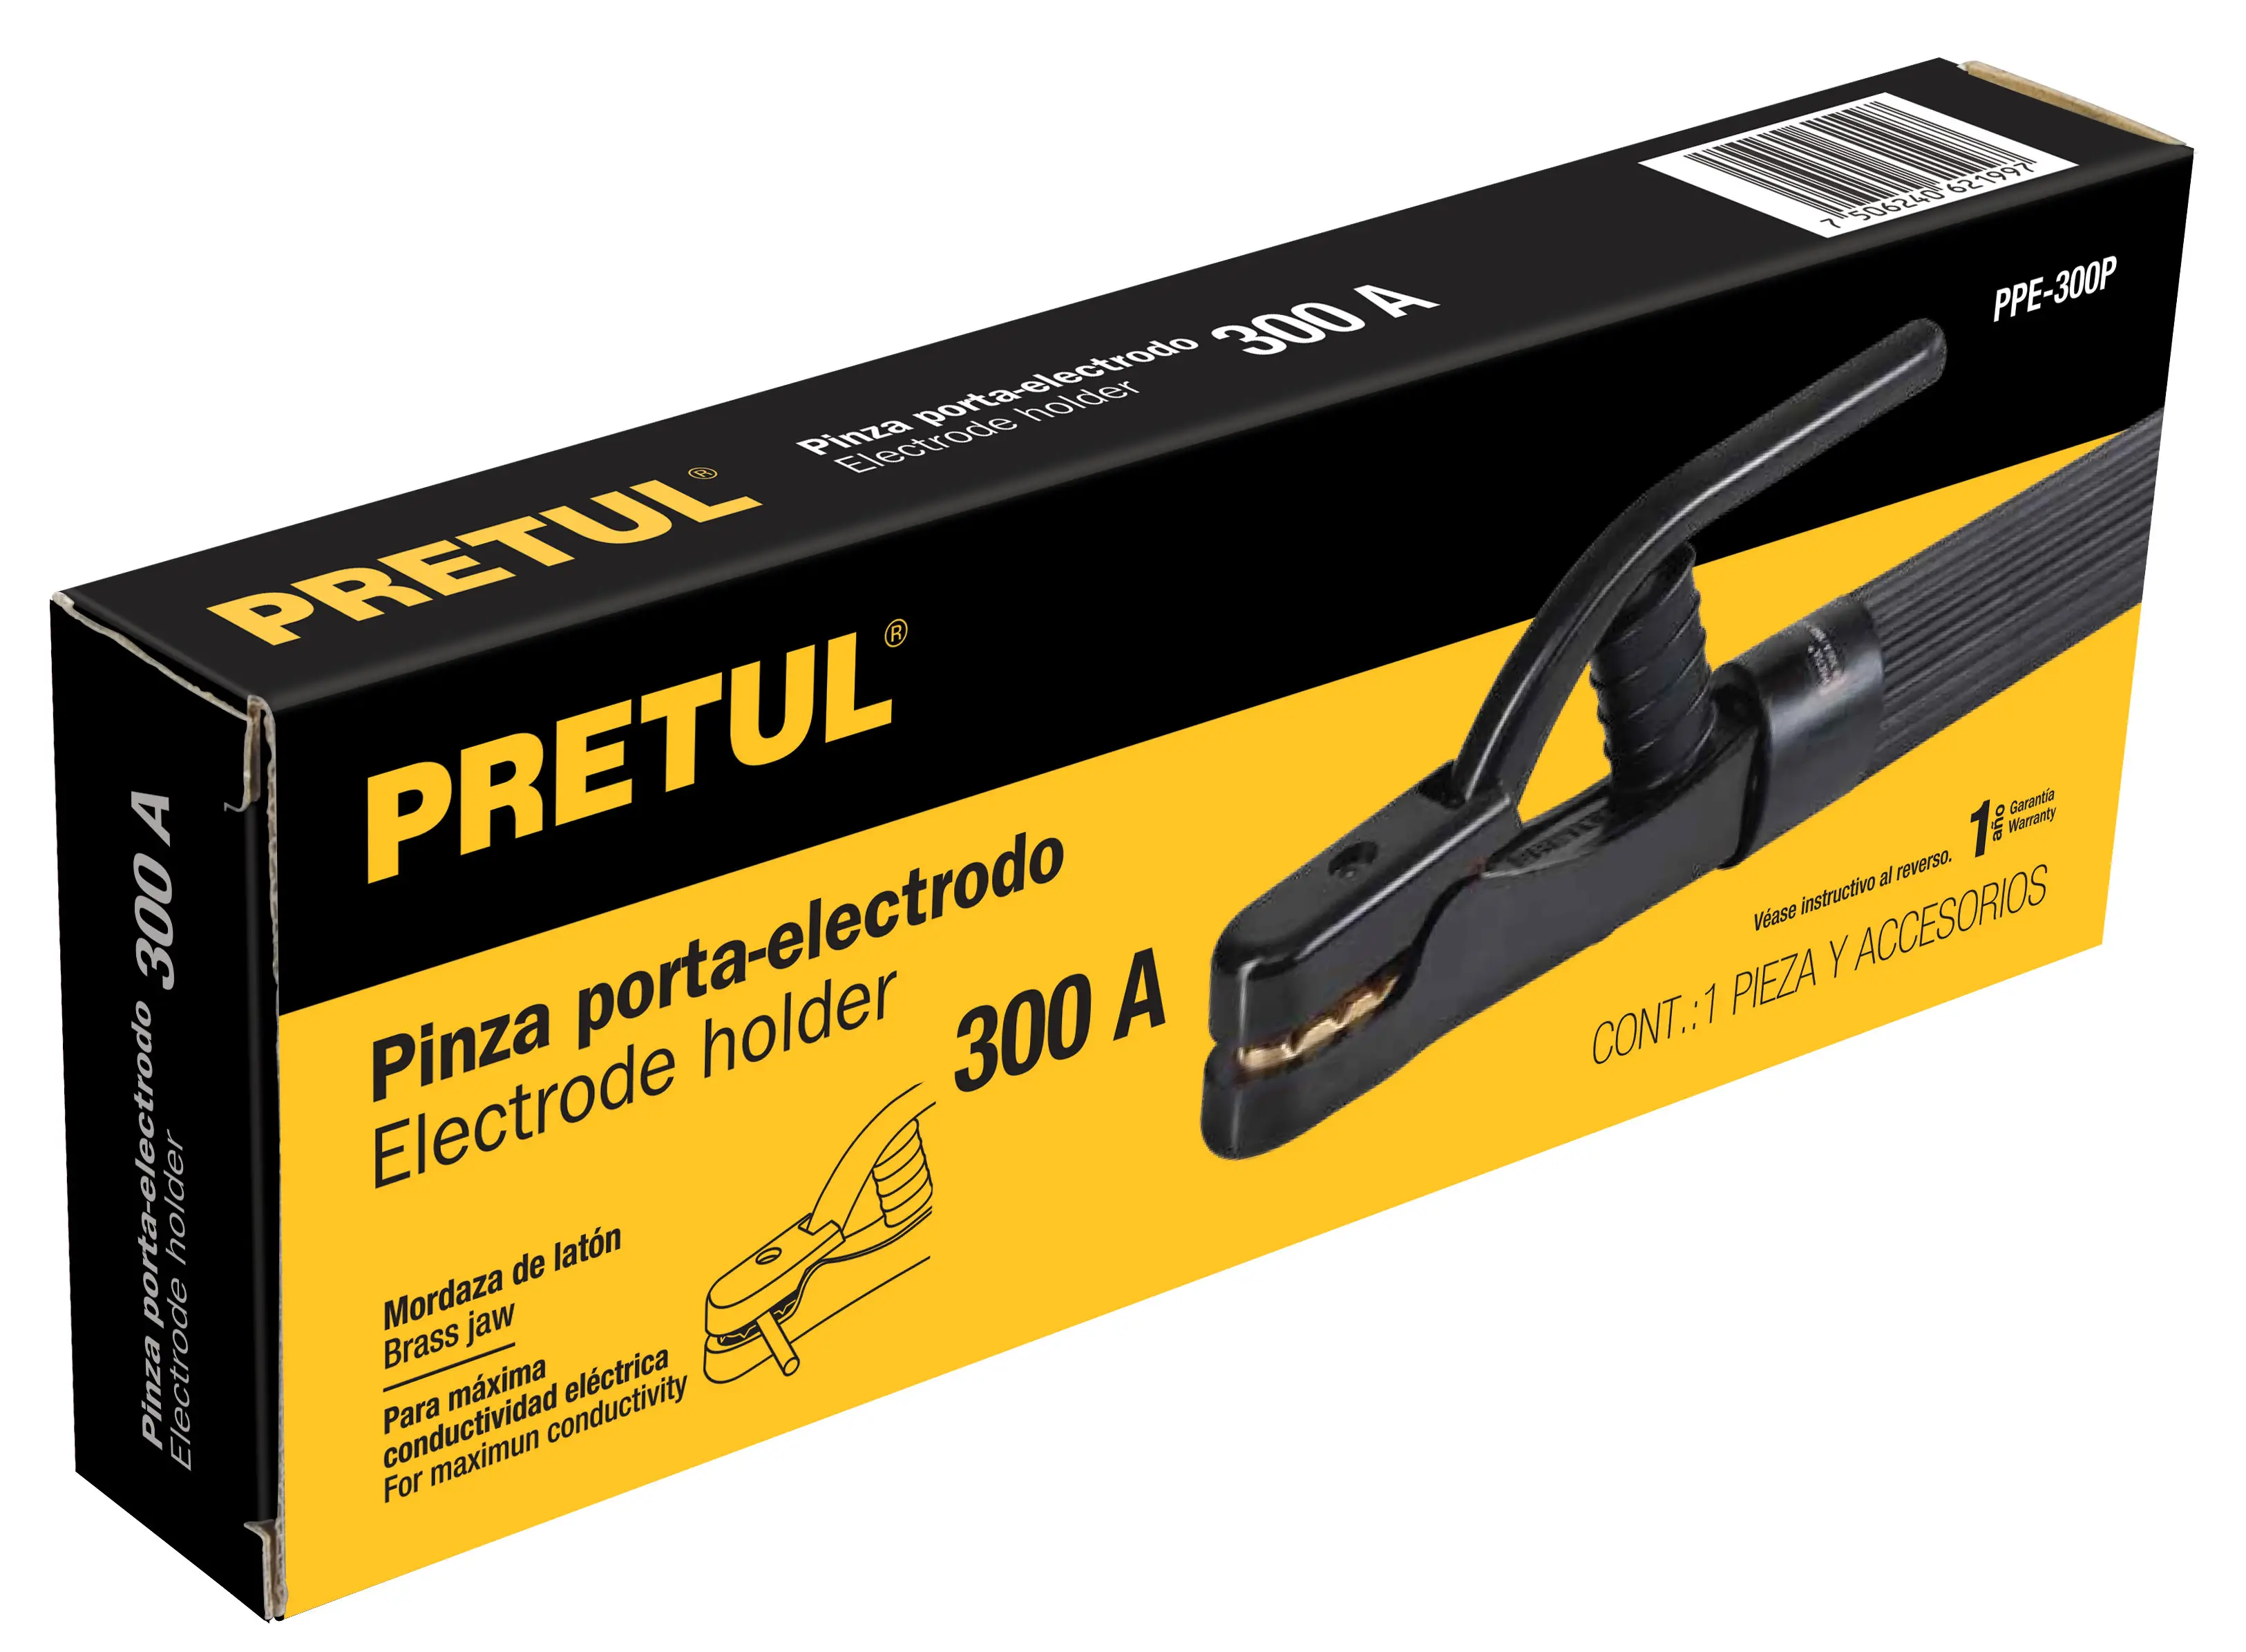 7 506240 621997
PRETUL®
Pinza porta-electrodo
Electrode holder
300 A
PPE-300P
PRETUL®
Pinza porta-electrodo
Electrode holder
300 A
Mordaza de latón
Brass jaw
Para máxima
conductividad eléctrica
For maximun conductivity
Véase instructivo al reverso.
1 año
Garantía
Warranty
CONT.:1 PIEZA Y ACCESORIOS
Pinza porta-electrodo
Electrode holder
300 A